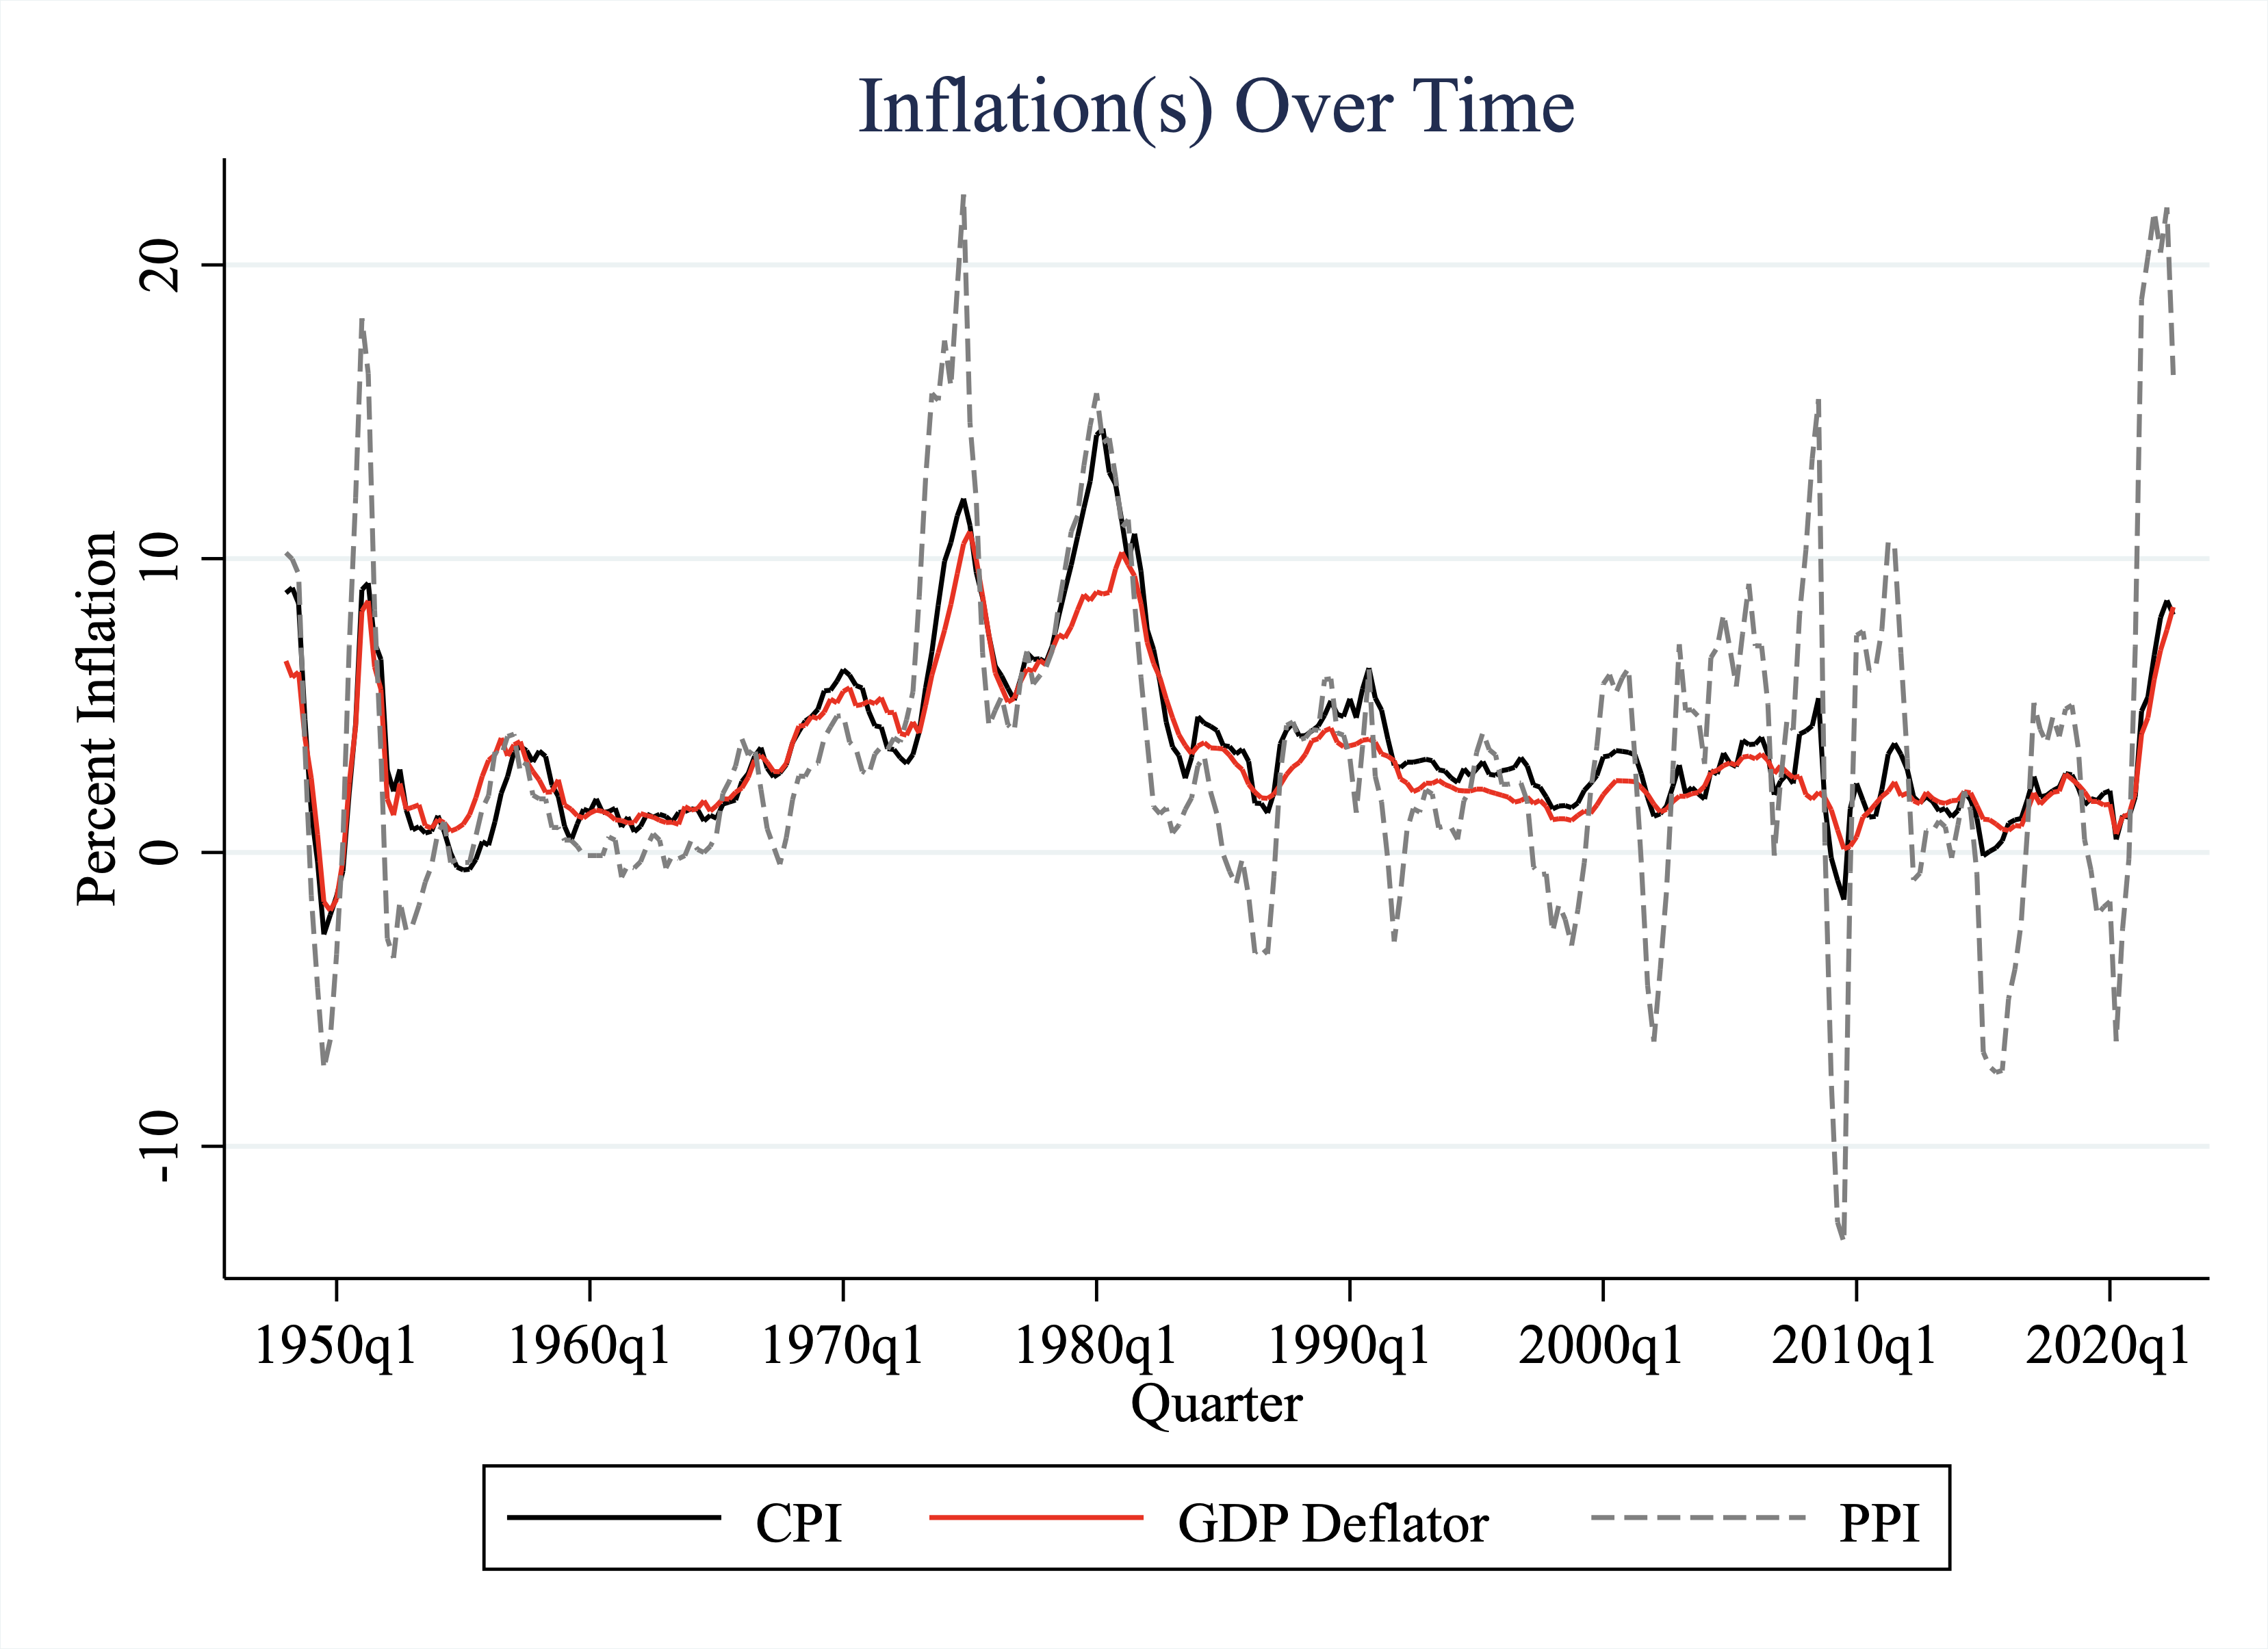 Inflation(s) Over Time
20
10
0
-10
Percent Inflation
1950q1 1960q1 1970q1 1980q1 1990q1 2000q1 2010q1 2020q1
Quarter
CPI GDP Deflator PPI